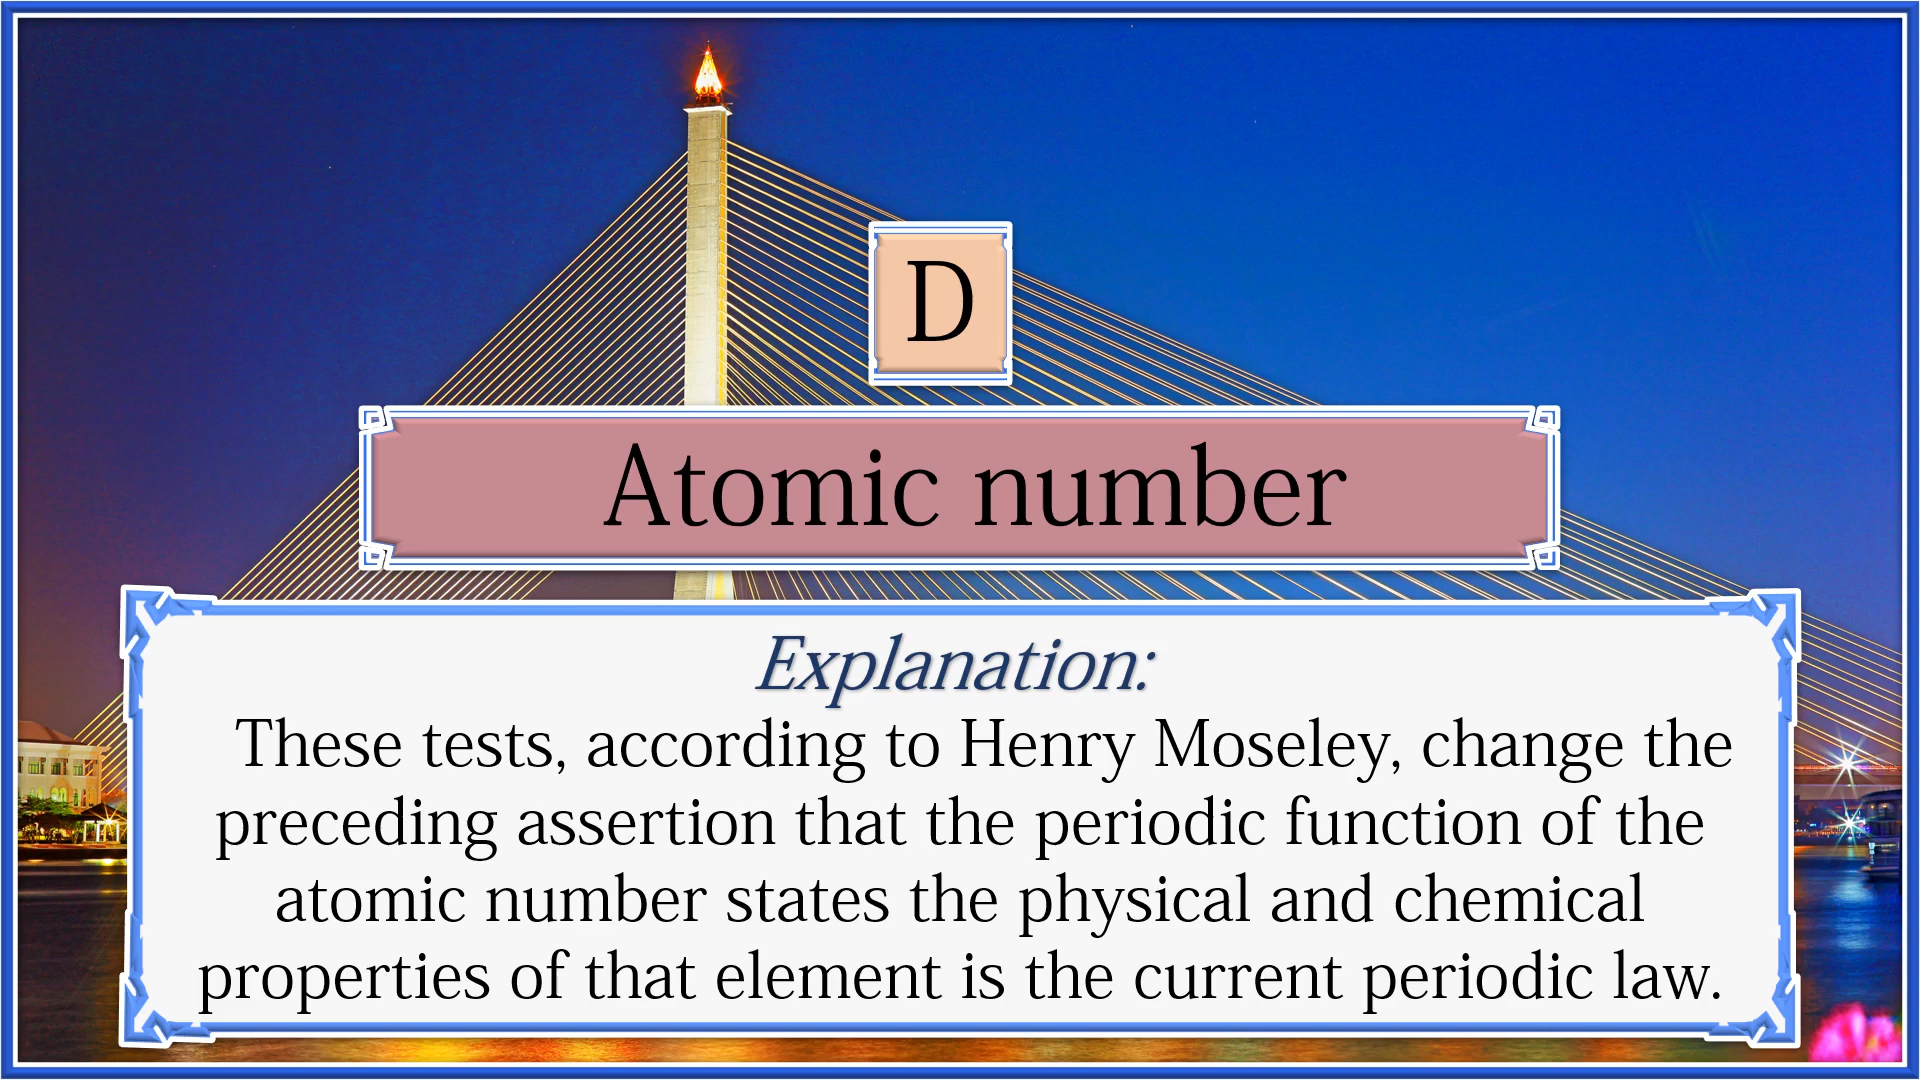 D
Atomic number
Explanation:
These tests, according to Henry Moseley, change the
preceding assertion that the periodic function of the
atomic number states the physical and chemical
properties of that element is the current periodic law.